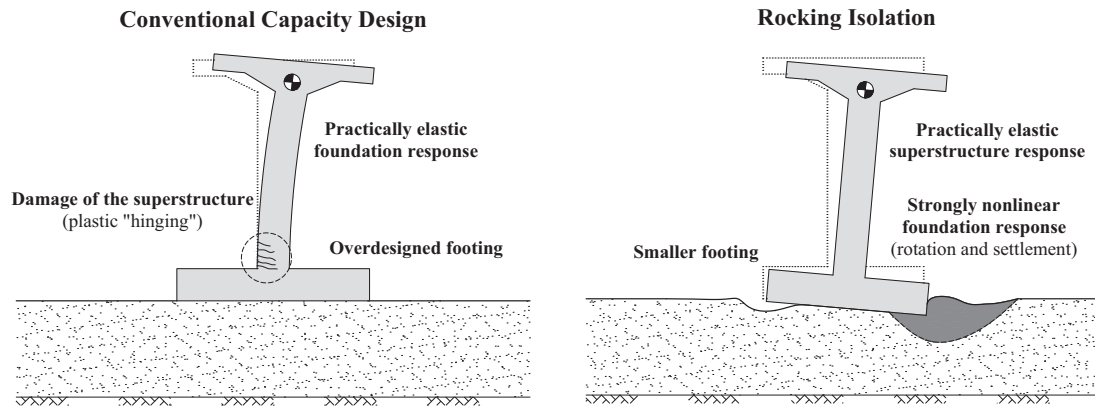 Conventional Capacity Design
Practically elastic
foundation response
Damage of the superstructure
(plastic "hinging")
Overdesigned footing
Rocking Isolation
Practically elastic
superstructure response
Strongly nonlinear
foundation response
(rotation and settlement)
Smaller footing